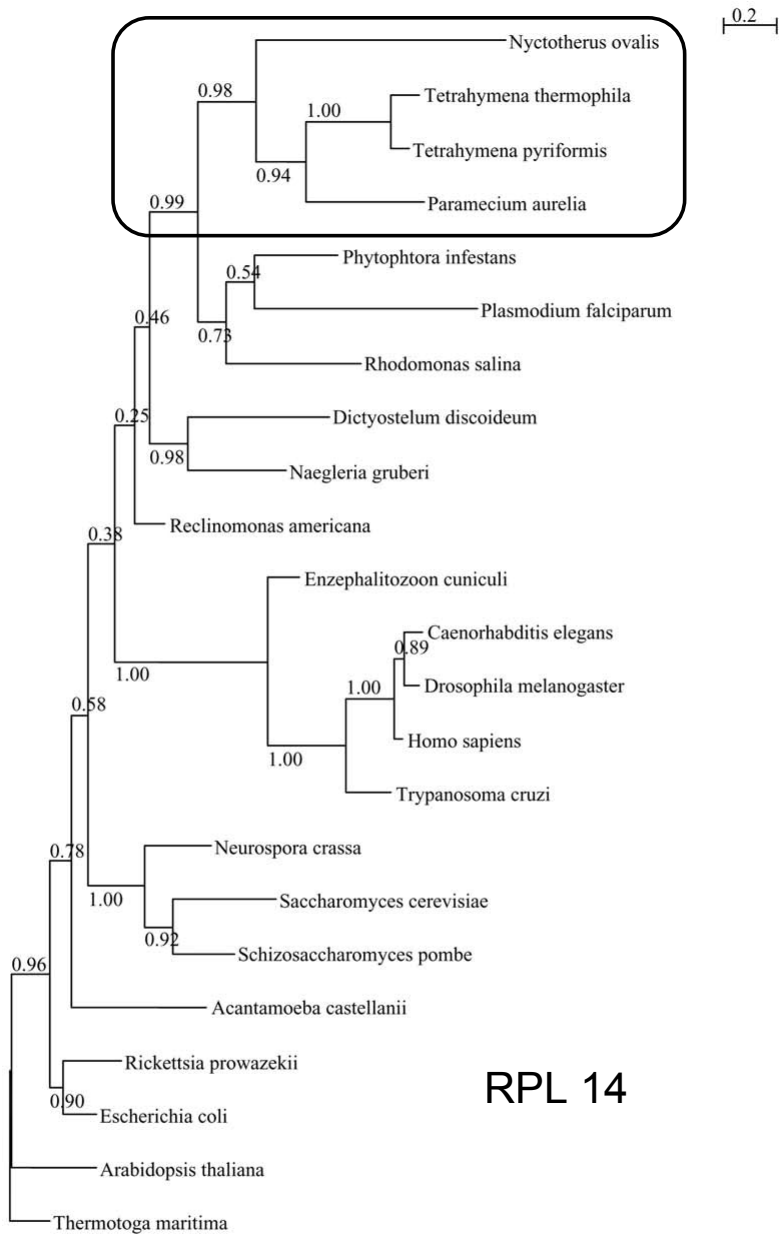 0.2
Nyctotherus ovalis
0.98
Tetrahymena thermophila
1.00
Tetrahymena pyriformis
0.94
Paramecium aurelia
0.99
Phytophtora infestans
0.54
Plasmodium falciparum
0.46
0.73
Rhodomonas salina
0.25
Dictyostelum discoideum
0.98
Naegleria gruberi
Reclinomonas americana
0.38
Enzephalitozoon cuniculi
Caenorhabditis elegans
0.89
1.00
1.00
Drosophila melanogaster
0.58
Homo sapiens
1.00
Trypanosoma cruzi
0.78
Neurospora crassa
1.00
Saccharomyces cerevisiae
0.92
Schizosaccharomyces pombe
0.96
Acantamoeba castellanii
Rickettsia prowazekii
RPL 14
0.90
Escherichia coli
Arabidopsis thaliana
Thermotoga maritima